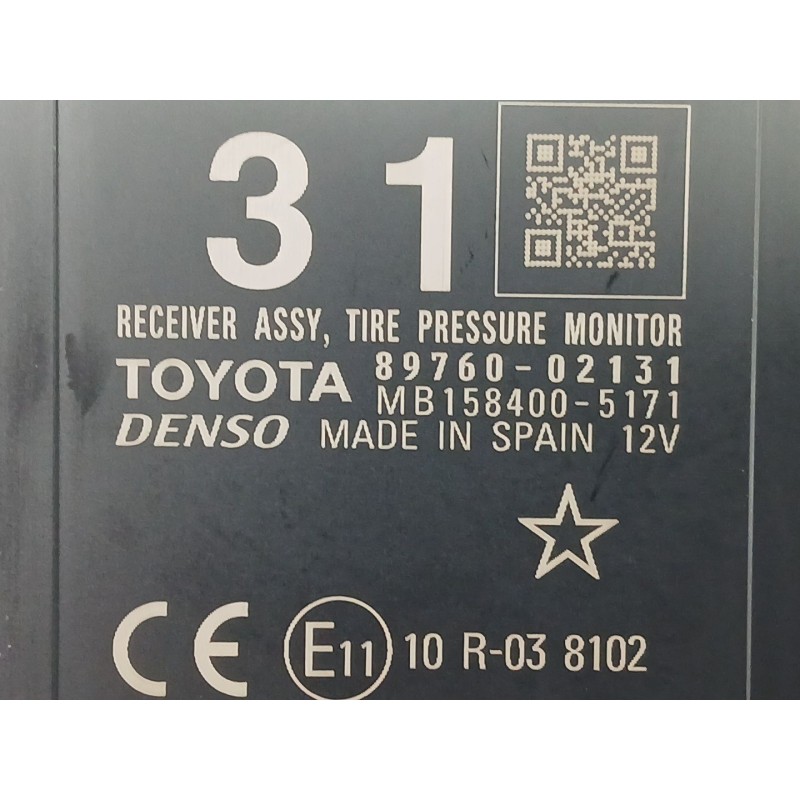 31
RECEIVER ASSY, TIRE PRESSURE MONITOR
TOYOTA 89760-02131
MB158400-5171
DENSO MADE IN SPAIN 12V
CE E11 10 R-03 8102